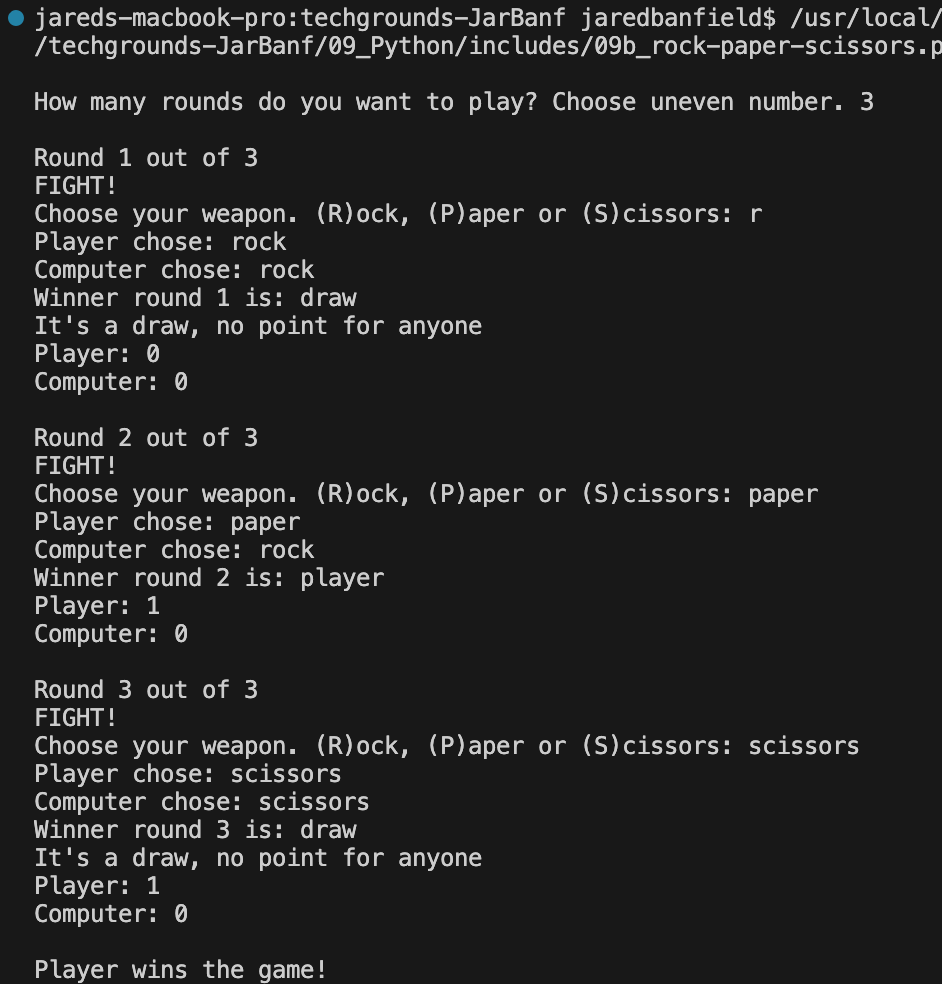 jareds-macbook-pro:techgrounds-JarBanf jaredbanfield$ /usr/local/
/techgrounds-JarBanf/09_Python/includes/09b_rock-paper-scissors.p
How many rounds do you want to play? Choose uneven number. 3
Round 1 out of 3
FIGHT!
Choose your weapon. (R)ock, (P)aper or (S)cissors: r
Player chose: rock
Computer chose: rock
Winner round 1 is: draw
It's a draw, no point for anyone
Player: 0
Computer: 0
Round 2 out of 3
FIGHT!
Choose your weapon. (R)ock, (P)aper or (S)cissors: paper
Player chose: paper
Computer chose: rock
Winner round 2 is: player
Player: 1
Computer: 0
Round 3 out of 3
FIGHT!
Choose your weapon. (R)ock, (P)aper or (S)cissors: scissors
Player chose: scissors
Computer chose: scissors
Winner round 3 is: draw
It's a draw, no point for anyone
Player: 1
Computer: 0
Player wins the game!